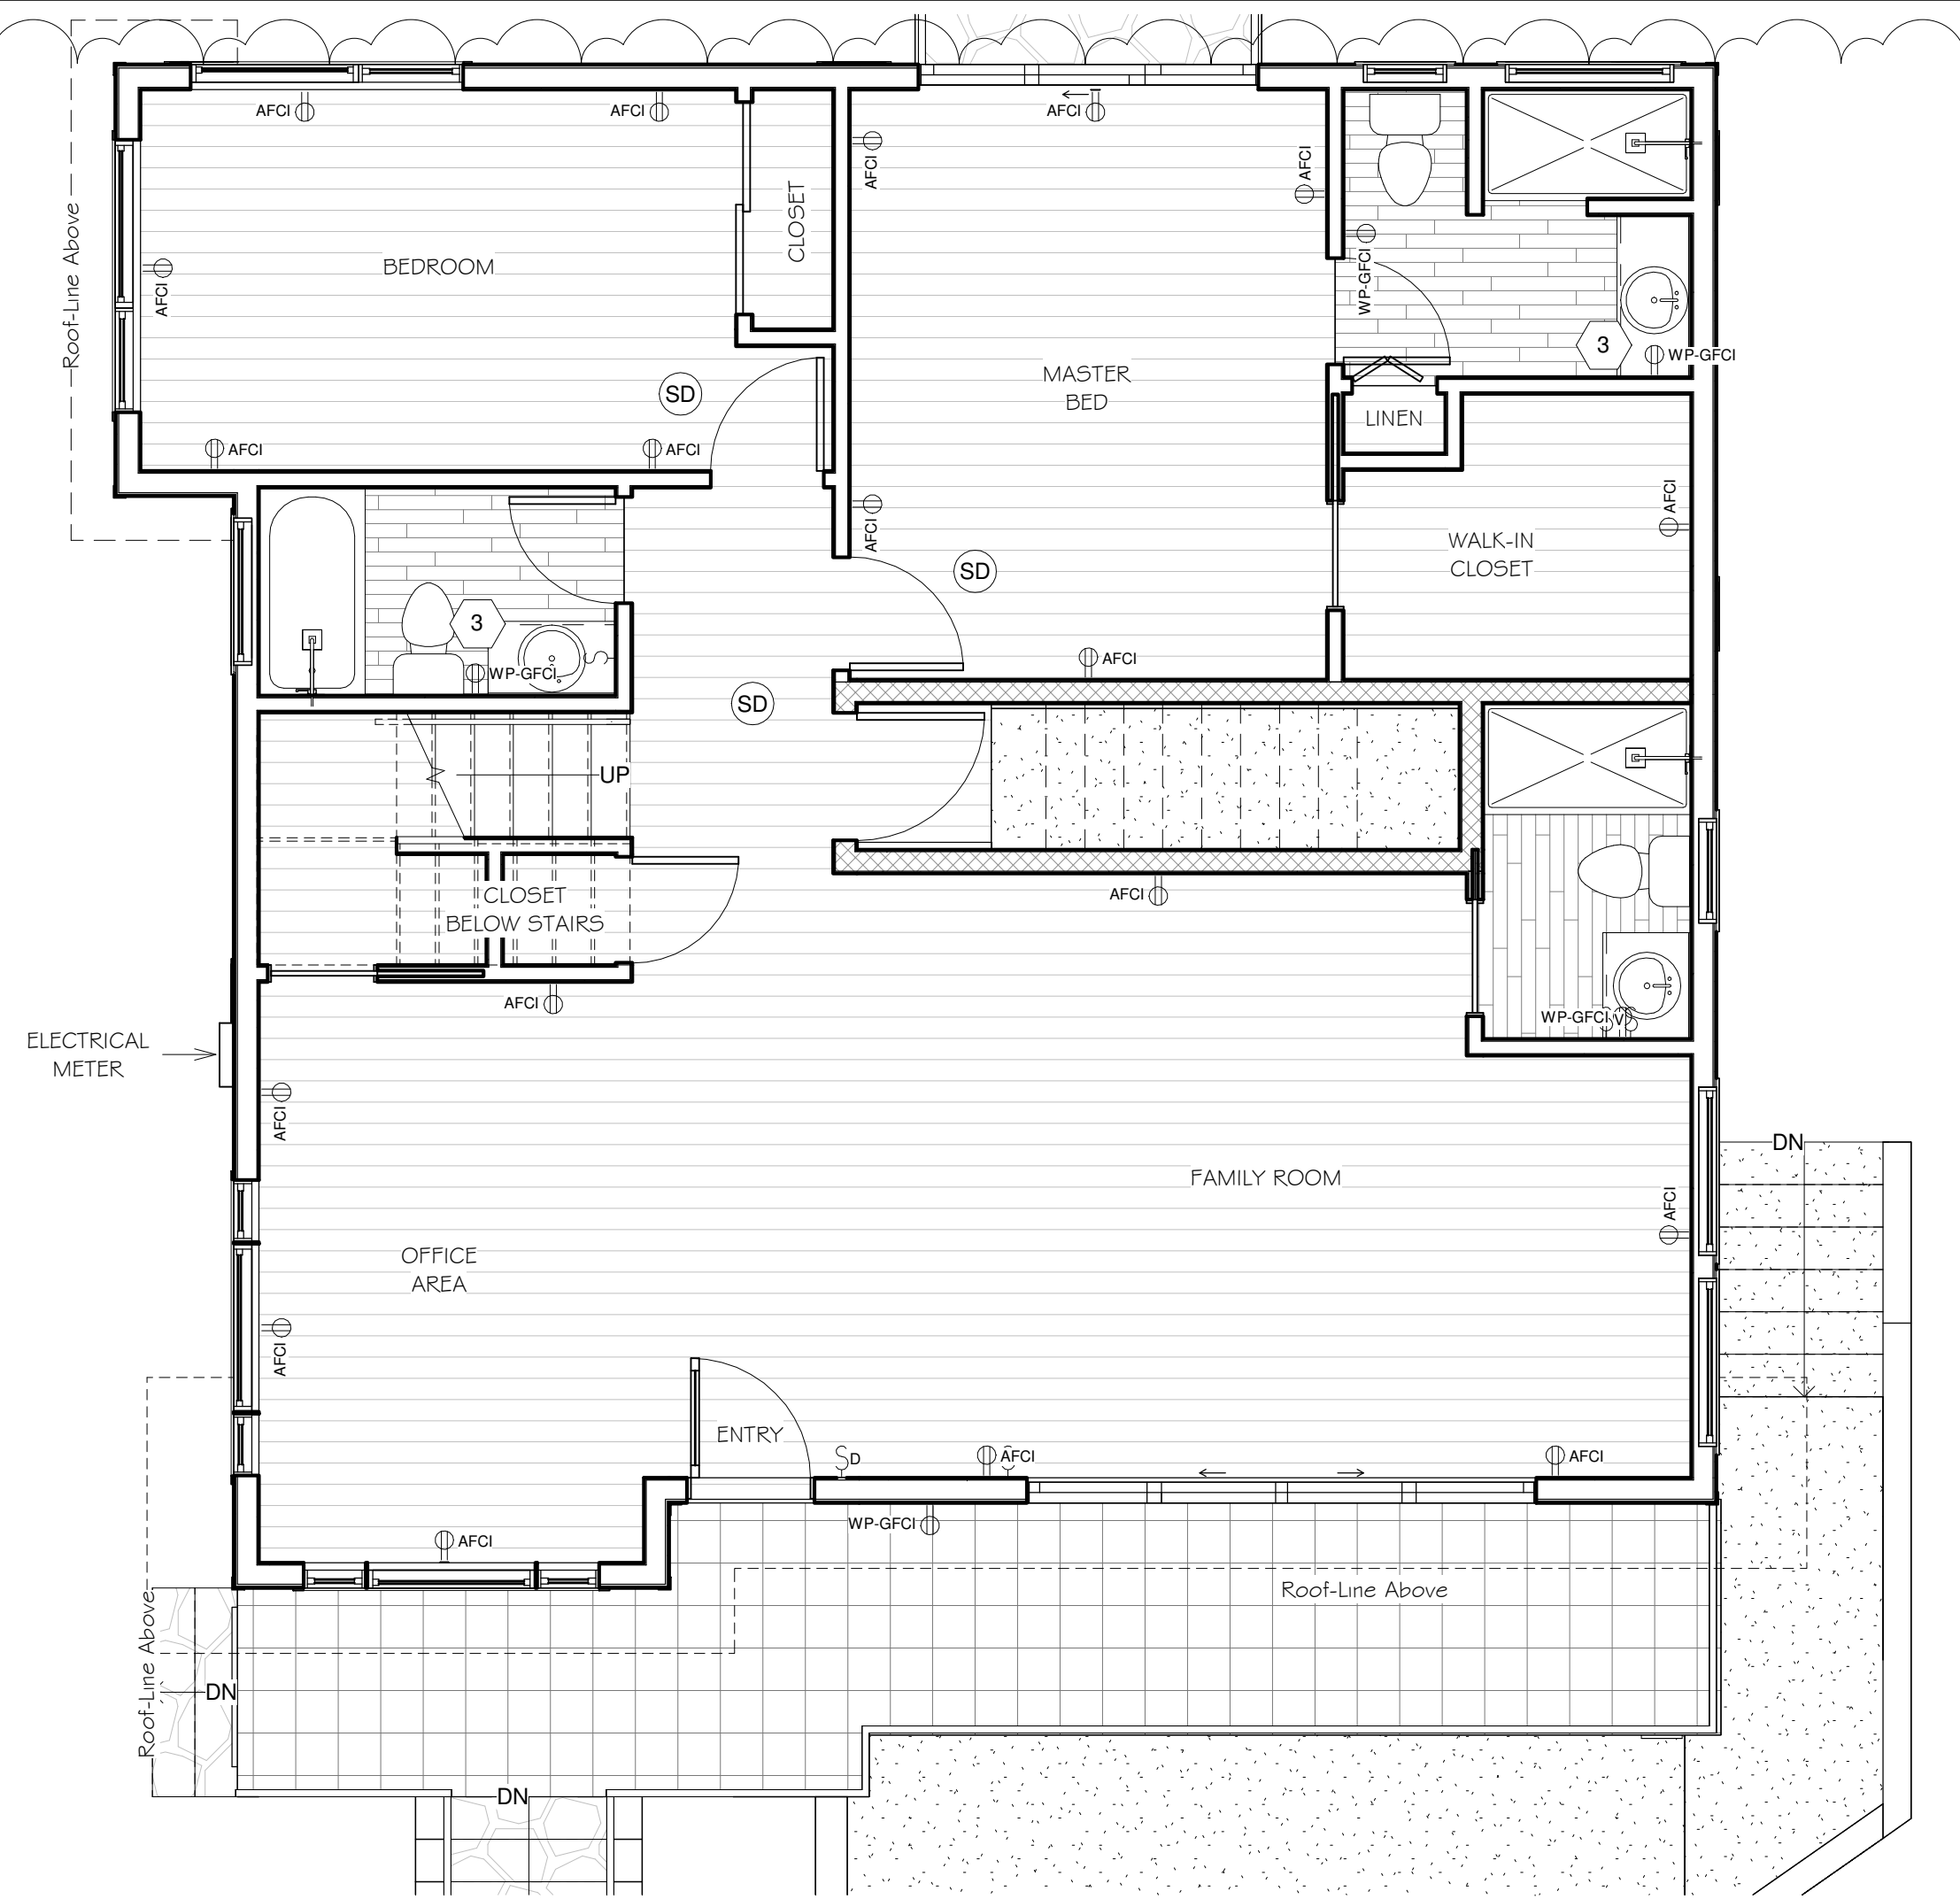 AFCI
AFCI
AFCI
AFCI
AFCI
Roof-Line Above
CLOSET
BEDROOM
AFCI
WP-GFCI
3
WP-GFCI
MASTER
BED
SD
LINEN
AFCI
AFCI
AFCI
AFCI
WALK-IN
CLOSET
SD
3
WP-GFCI
AFCI
SD
UP
CLOSET
BELOW STAIRS
AFCI
AFCI
WP-GFCI
ELECTRICAL
METER
AFCI
DN
FAMILY ROOM
AFCI
OFFICE
AREA
AFCI
ENTRY
SD
AFCI
AFCI
WP-GFCI
AFCI
Roof-Line Above
Roof-Line Above
DN
DN